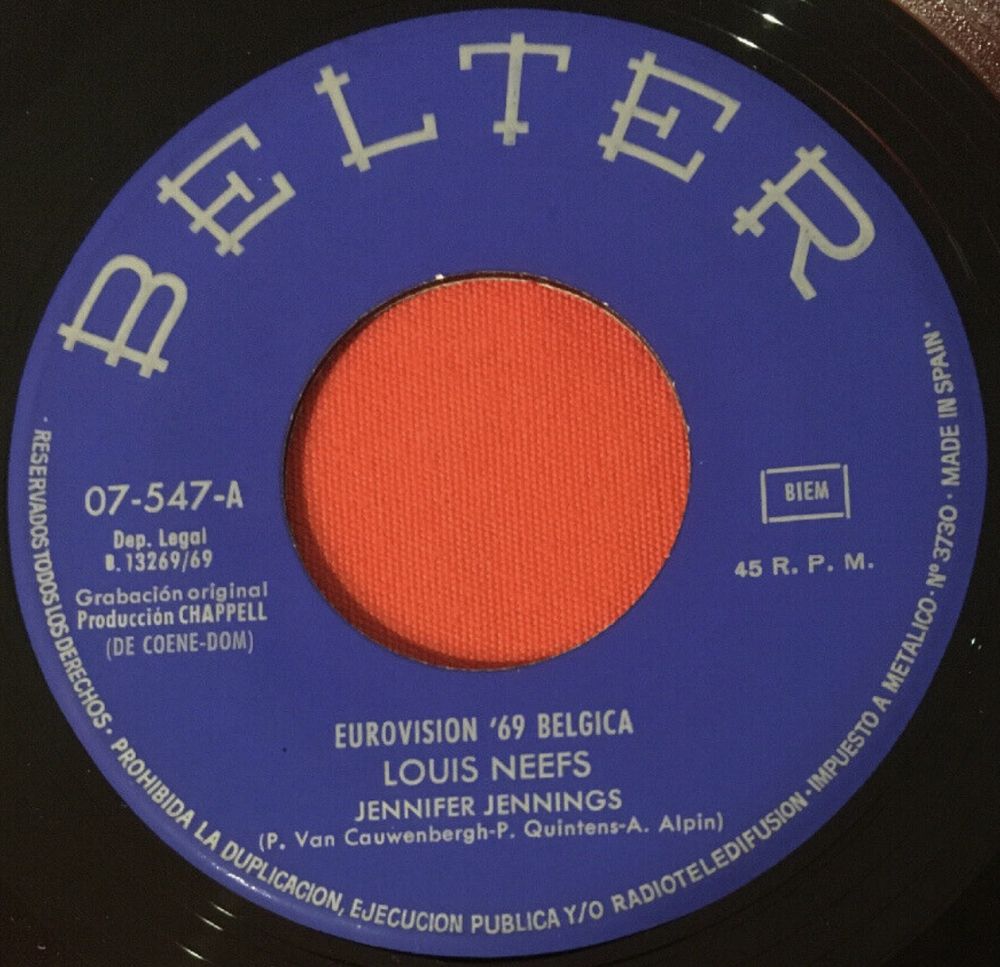 BELTER
07-547-A
Dep. Legal
B. 13269/69
Grabación original
Producción CHAPPELL
(DE COENE-DOM)
BIEM
45 R. P. M.
EUROVISION '69 BELGICA
LOUIS NEEFS
JENNIFER JENNINGS
(P. Van Cauwenbergh-P. Quintens-A. Alpin)
· RESERVADOS TODOS LOS DERECHOS · PROHIBIDA LA DUPLICACION, EJECUCION PUBLICA Y/O RADIOTELEDIFUSION · IMPUESTO A METALICO · Nº 3730 · MADE IN SPAIN ·